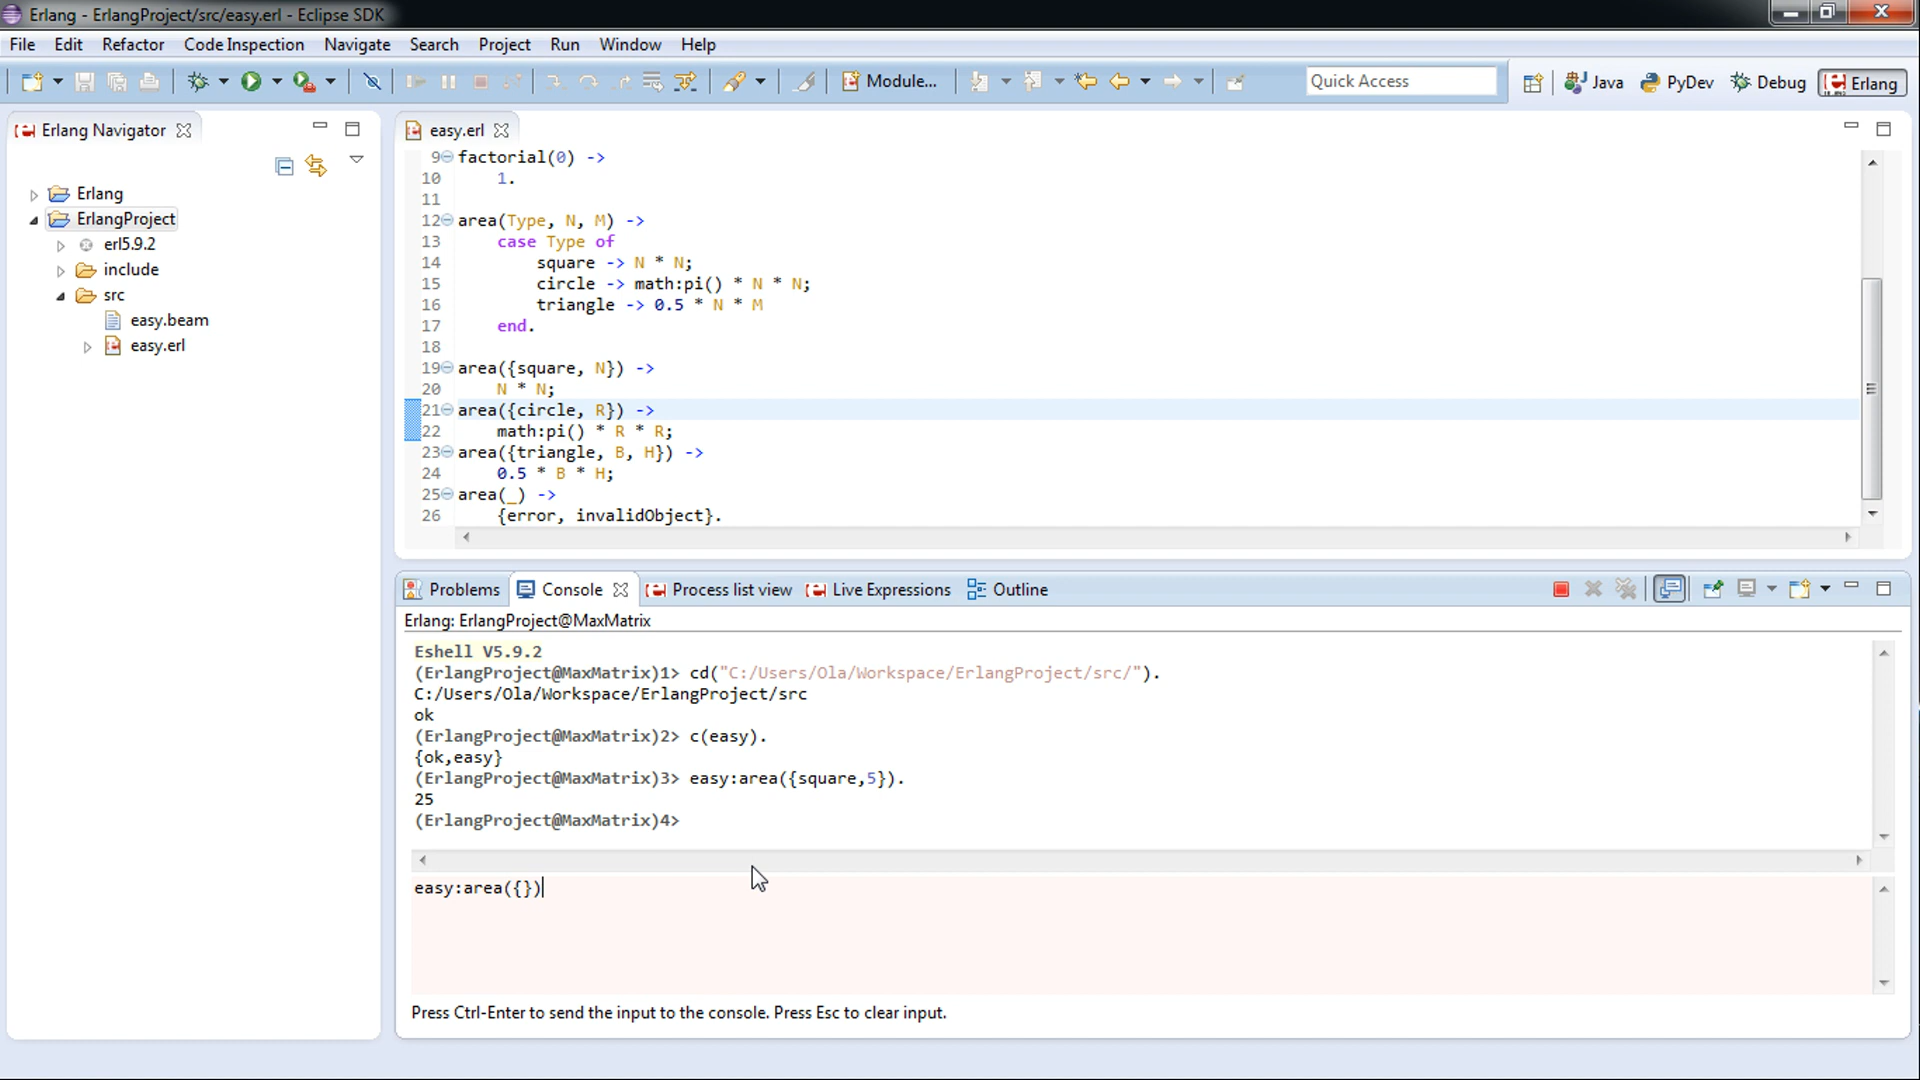 Erlang - ErlangProject/src/easy.erl - Eclipse SDK
File Edit Refactor Code Inspection Navigate Search Project Run Window Help
Module... Quick Access Java PyDev Debug Erlang
Erlang Navigator
Erlang
ErlangProject
erl5.9.2
include
src
easy.beam
easy.erl
easy.erl
9 factorial(0) ->
10 1.
11
12 area(Type, N, M) ->
13 case Type of
14 square -> N * N;
15 circle -> math:pi() * N * N;
16 triangle -> 0.5 * N * M
17 end.
18
19 area({square, N}) ->
20 N * N;
21 area({circle, R}) ->
22 math:pi() * R * R;
23 area({triangle, B, H}) ->
24 0.5 * B * H;
25 area(_) ->
26 {error, invalidObject}.
Problems Console Process list view Live Expressions Outline
Erlang: ErlangProject@MaxMatrix
Eshell V5.9.2
(ErlangProject@MaxMatrix)1> cd("C:/Users/Ola/Workspace/ErlangProject/src/").
C:/Users/Ola/Workspace/ErlangProject/src
ok
(ErlangProject@MaxMatrix)2> c(easy).
{ok,easy}
(ErlangProject@MaxMatrix)3> easy:area({square,5}).
25
(ErlangProject@MaxMatrix)4>
easy:area({})
Press Ctrl-Enter to send the input to the console. Press Esc to clear input.